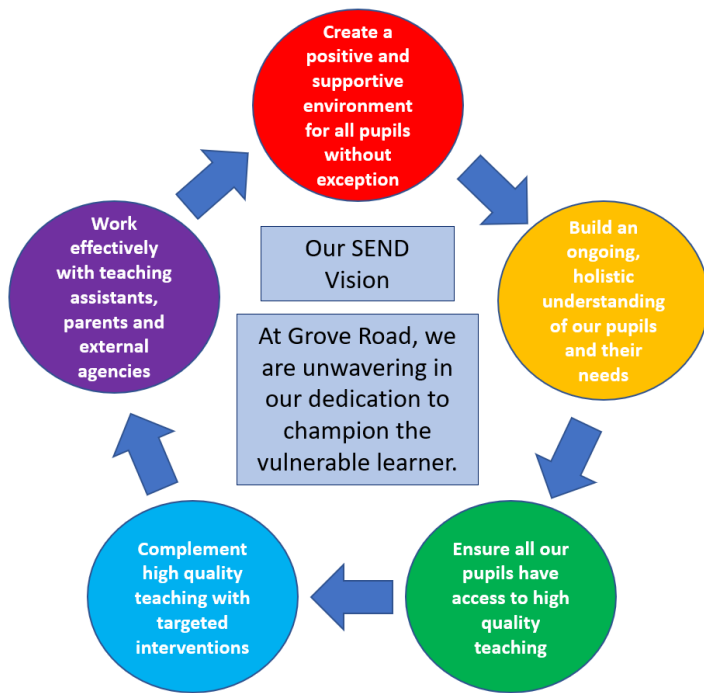 Create a
positive and
supportive
environment
for all pupils
without
exception
Build an
ongoing,
holistic
understanding
of our pupils
and their
needs
Ensure all our
pupils have
access to high
quality
teaching
Complement
high quality
teaching with
targeted
interventions
Work
effectively
with teaching
assistants,
parents and
external
agencies
Our SEND
Vision
At Grove Road, we
are unwavering in
our dedication to
champion the
vulnerable learner.